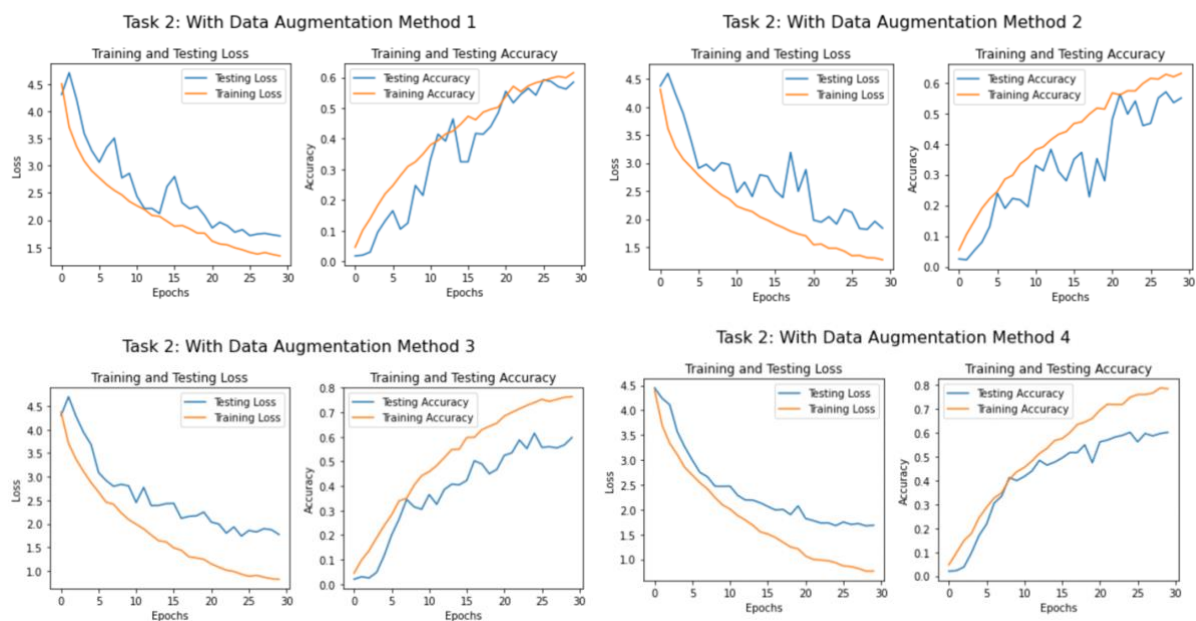 Task 2: With Data Augmentation Method 1
Training and Testing Loss
Testing Loss
Training Loss
Loss
4.5
4.0
3.5
3.0
2.5
2.0
1.5
0 5 10 15 20 25 30
Epochs
Training and Testing Accuracy
Testing Accuracy
Training Accuracy
Accuracy
0.6
0.5
0.4
0.3
0.2
0.1
0.0
0 5 10 15 20 25 30
Epochs
Task 2: With Data Augmentation Method 2
Training and Testing Loss
Testing Loss
Training Loss
Loss
4.5
4.0
3.5
3.0
2.5
2.0
1.5
0 5 10 15 20 25 30
Epochs
Training and Testing Accuracy
Testing Accuracy
Training Accuracy
Accuracy
0.6
0.5
0.4
0.3
0.2
0.1
0.0
0 5 10 15 20 25 30
Epochs
Task 2: With Data Augmentation Method 3
Training and Testing Loss
Testing Loss
Training Loss
Loss
4.5
4.0
3.5
3.0
2.5
2.0
1.5
1.0
0 5 10 15 20 25 30
Epochs
Training and Testing Accuracy
Testing Accuracy
Training Accuracy
Accuracy
0.8
0.7
0.6
0.5
0.4
0.3
0.2
0.1
0.0
0 5 10 15 20 25 30
Epochs
Task 2: With Data Augmentation Method 4
Training and Testing Loss
Testing Loss
Training Loss
Loss
4.5
4.0
3.5
3.0
2.5
2.0
1.5
1.0
0 5 10 15 20 25 30
Epochs
Training and Testing Accuracy
Testing Accuracy
Training Accuracy
Accuracy
0.8
0.7
0.6
0.5
0.4
0.3
0.2
0.1
0.0
0 5 10 15 20 25 30
Epochs